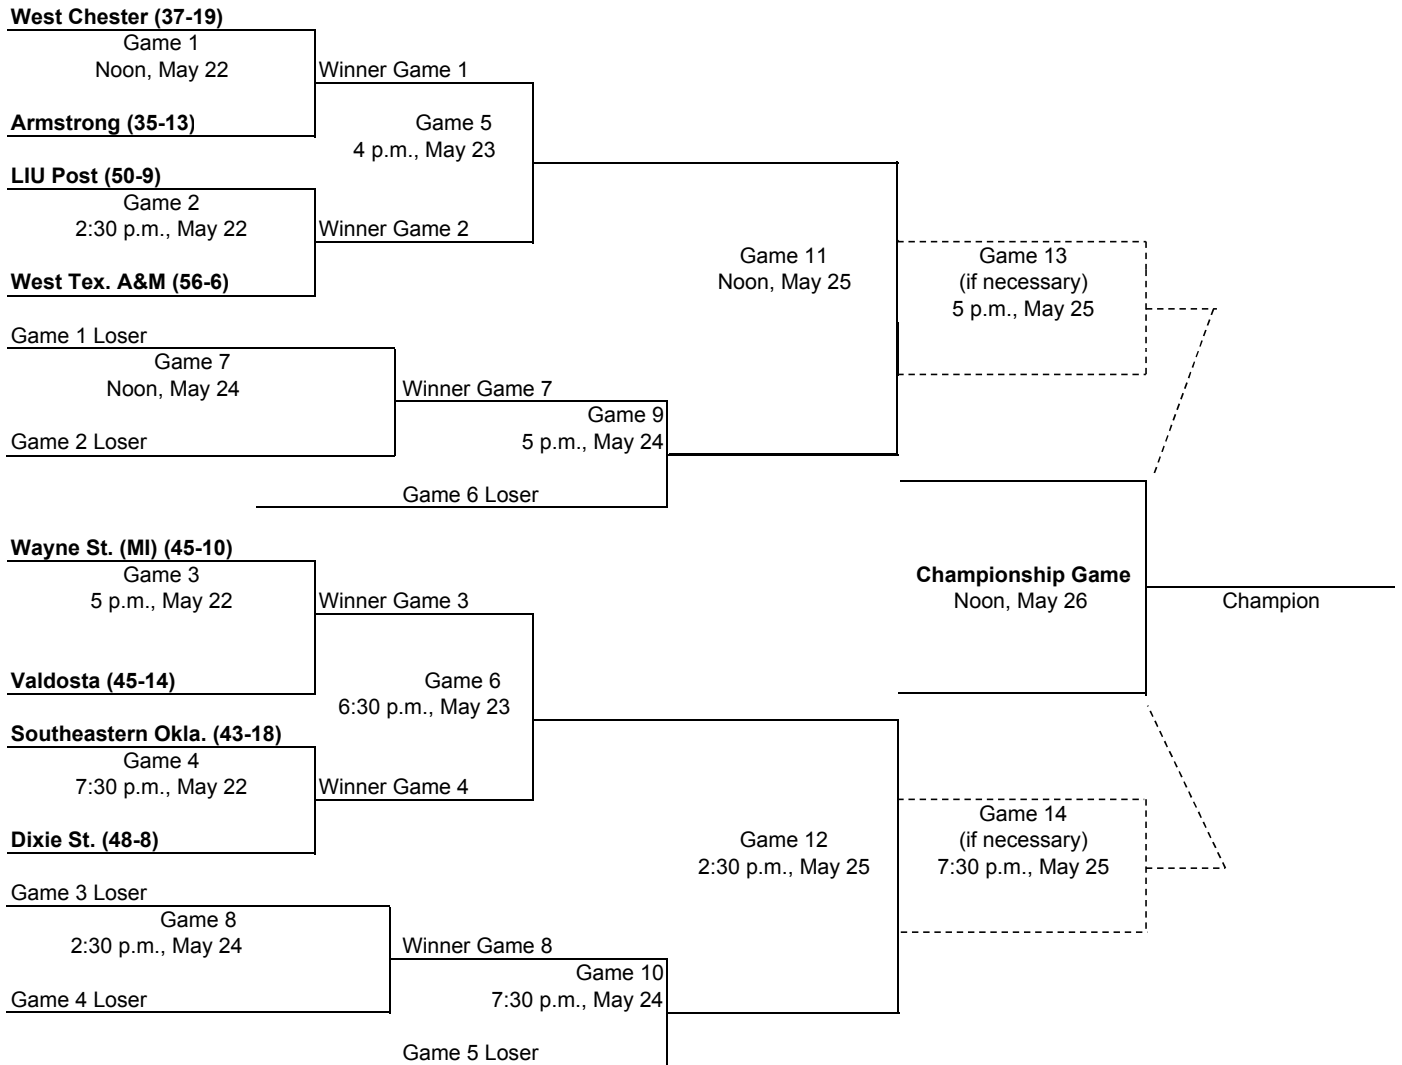 West Chester (37-19)
Game 1
Noon, May 22
Winner Game 1
Armstrong (35-13)
Game 5
4 p.m., May 23
LIU Post (50-9)
Game 2
2:30 p.m., May 22
Winner Game 2
West Tex. A&M (56-6)
Game 11
Noon, May 25
Game 13
(if necessary)
5 p.m., May 25
Game 1 Loser
Game 7
Noon, May 24
Winner Game 7
Game 2 Loser
Game 9
5 p.m., May 24
Game 6 Loser
Wayne St. (MI) (45-10)
Game 3
5 p.m., May 22
Winner Game 3
Championship Game
Noon, May 26
Champion
Valdosta (45-14)
Game 6
6:30 p.m., May 23
Southeastern Okla. (43-18)
Game 4
7:30 p.m., May 22
Winner Game 4
Dixie St. (48-8)
Game 12
2:30 p.m., May 25
Game 14
(if necessary)
7:30 p.m., May 25
Game 3 Loser
Game 8
2:30 p.m., May 24
Winner Game 8
Game 4 Loser
Game 10
7:30 p.m., May 24
Game 5 Loser